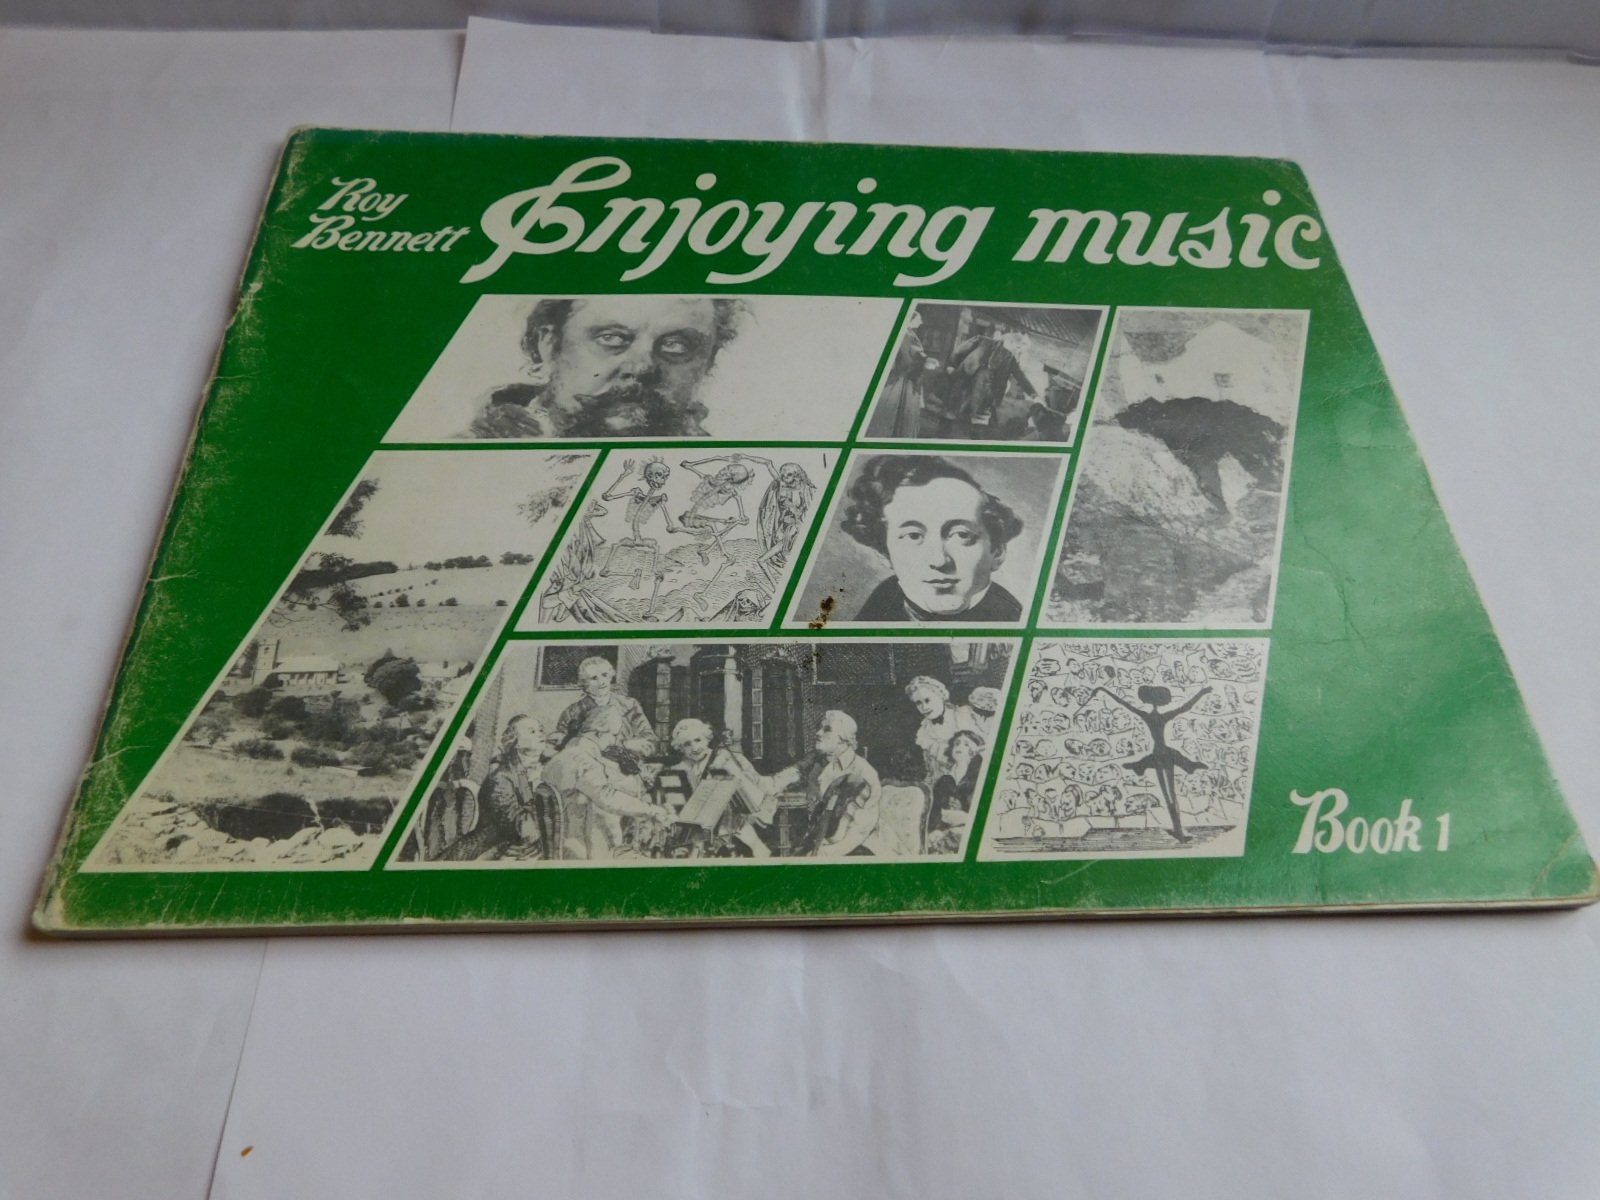 Roy
Bennett
Enjoying music
Book 1